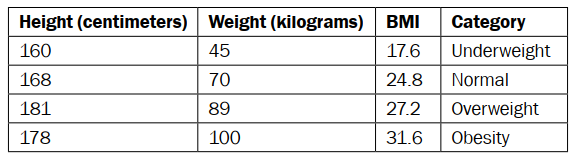 Height (centimeters) Weight (kilograms) BMI Category
160 45 17.6 Underweight
168 70 24.8 Normal
181 89 27.2 Overweight
178 100 31.6 Obesity